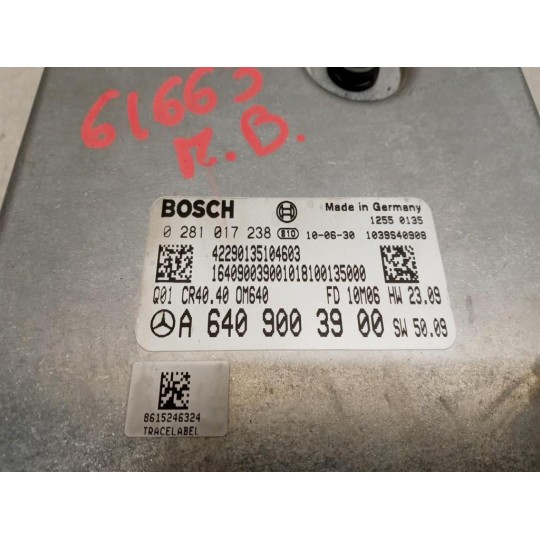 61663
R.B.
BOSCH Made in Germany
1255 0135
0 281 017 238 B10 10-06-30 1039S40908
42290135104603
164090039001018100135000
Q01 CR40.40 OM640 FD 10M06 HW 23.09
A 640 900 39 00 SW 50.09
8615246324
TRACELABEL